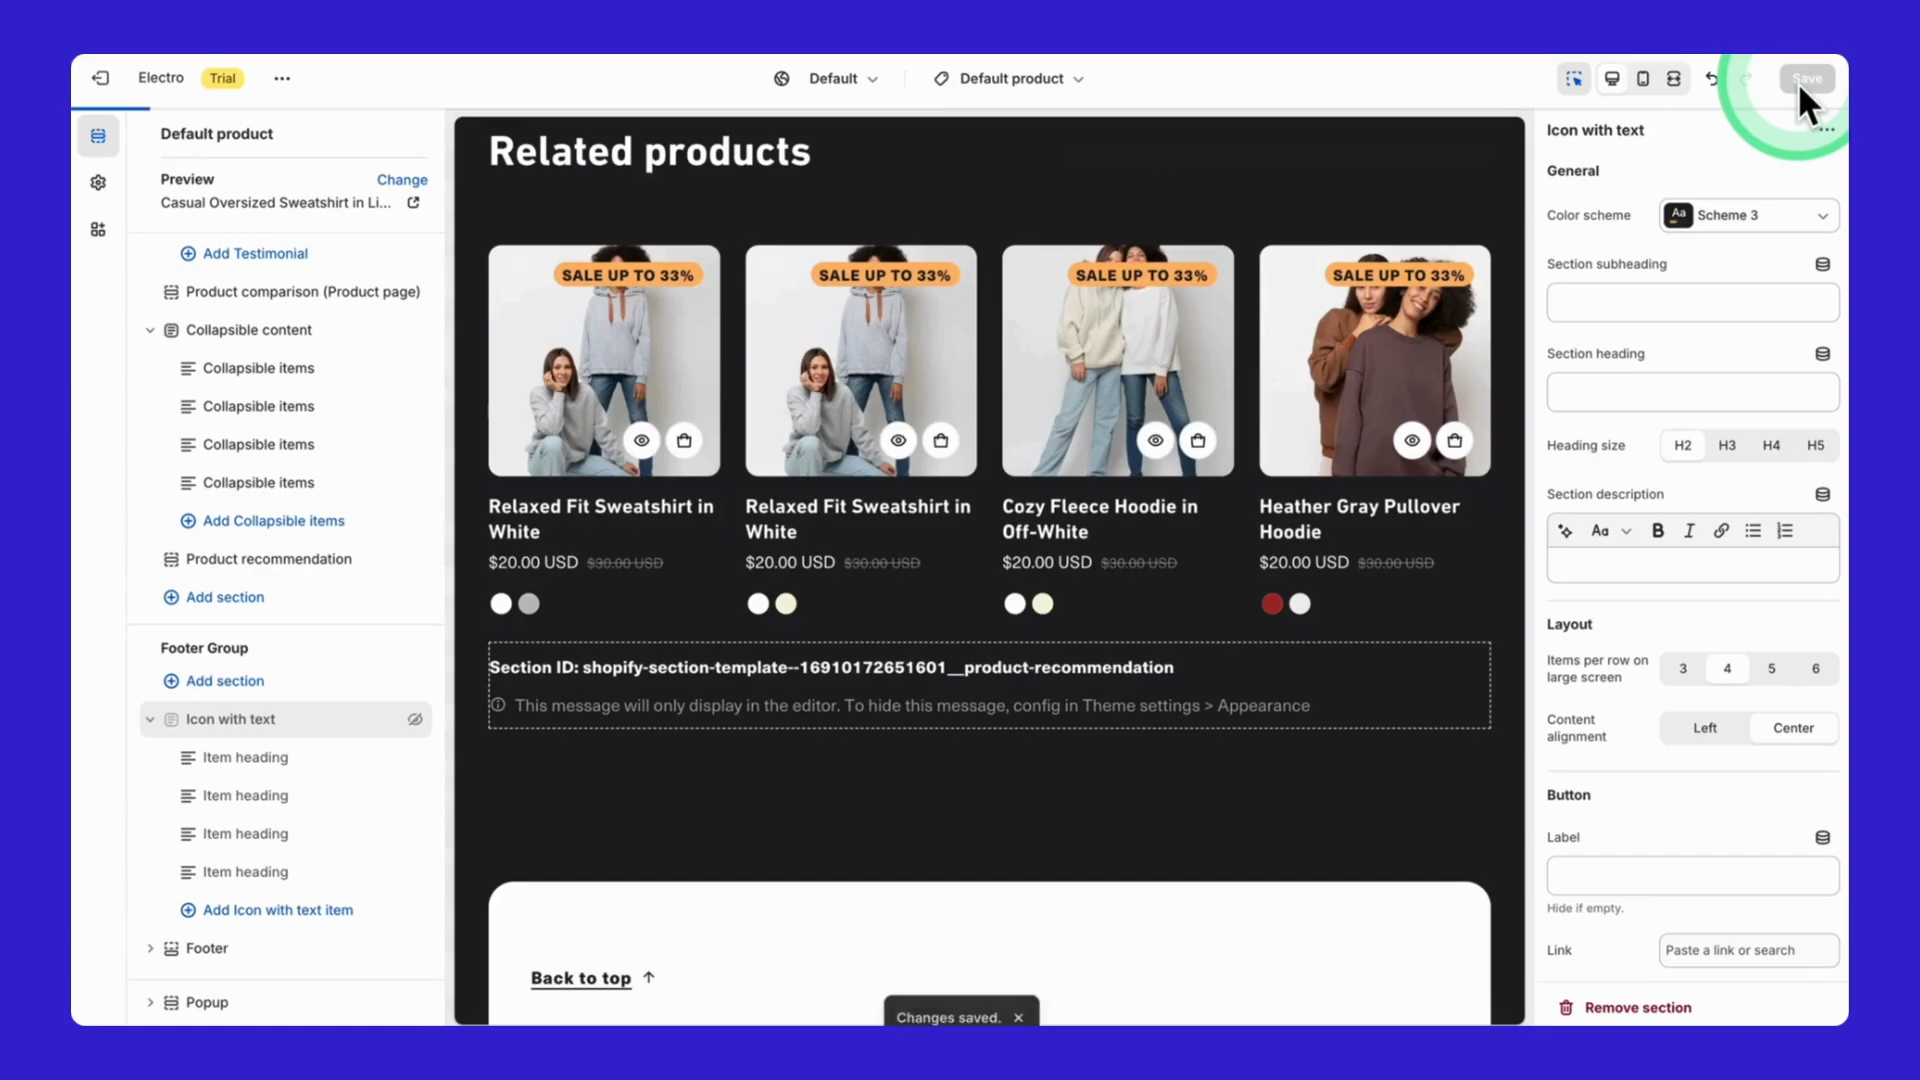 Electro
Trial
Default
Default product
Save
Default product
Preview
Change
Casual Oversized Sweatshirt in Li...
Add Testimonial
Product comparison (Product page)
Collapsible content
Collapsible items
Collapsible items
Collapsible items
Collapsible items
Add Collapsible items
Product recommendation
Add section
Footer Group
Add section
Icon with text
Item heading
Item heading
Item heading
Item heading
Add Icon with text item
Footer
Popup
Related products
SALE UP TO 33%
SALE UP TO 33%
SALE UP TO 33%
SALE UP TO 33%
Relaxed Fit Sweatshirt in
White
$20.00 USD $30.00 USD
Relaxed Fit Sweatshirt in
White
$20.00 USD $30.00 USD
Cozy Fleece Hoodie in
Off-White
$20.00 USD $30.00 USD
Heather Gray Pullover
Hoodie
$20.00 USD $30.00 USD
Section ID: shopify-section-template--16910172651601__product-recommendation
This message will only display in the editor. To hide this message, config in Theme settings > Appearance
Back to top ↑
Changes saved.
Icon with text
General
Color scheme
Aa
Scheme 3
Section subheading
Section heading
Heading size
H2 H3 H4 H5
Section description
Aa B I
Layout
Items per row on
large screen
3 4 5 6
Content
alignment
Left Center
Button
Label
Hide if empty.
Link
Paste a link or search
Remove section